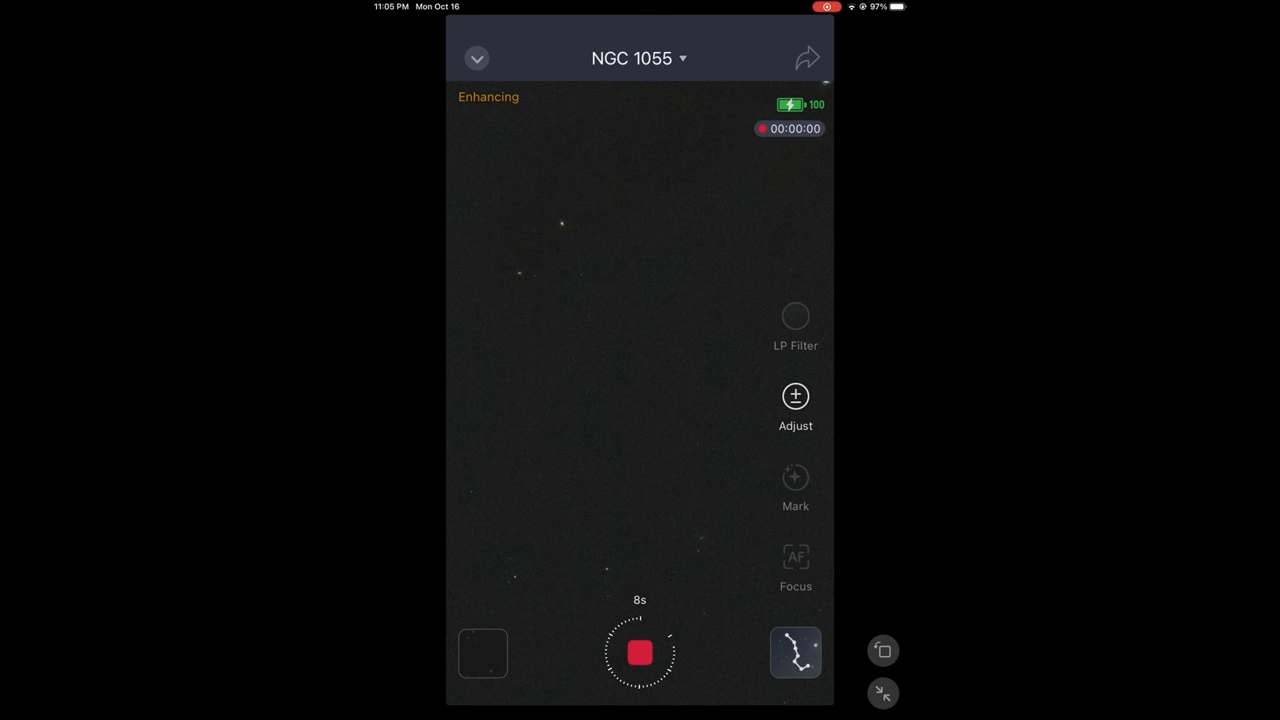 11:05 PM Mon Oct 16
97%
NGC 1055
Enhancing
100
00:00:00
LP Filter
Adjust
Mark
AF
Focus
8s